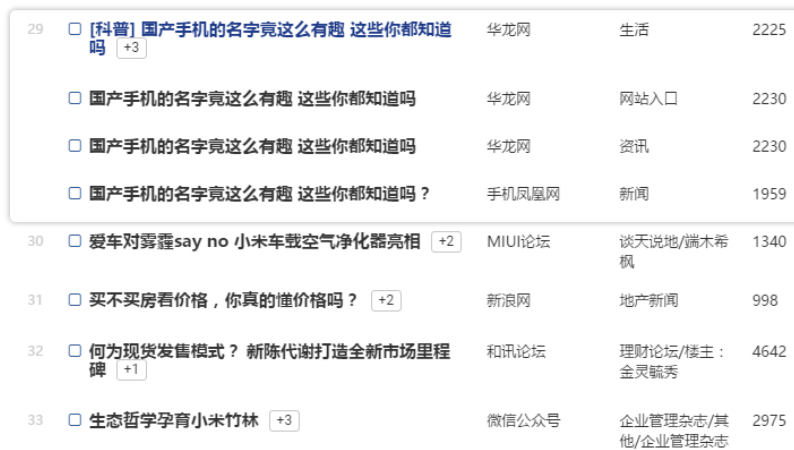 29 [科普] 国产手机的名字竟这么有趣 这些你都知道 华龙网 生活 2225
吗 +3
国产手机的名字竟这么有趣 这些你都知道吗 华龙网 网站入口 2230
国产手机的名字竟这么有趣 这些你都知道吗 华龙网 资讯 2230
国产手机的名字竟这么有趣 这些你都知道吗？ 手机凤凰网 新闻 1959
30 爱车对雾霾say no 小米车载空气净化器亮相 +2 MIUI论坛 谈天说地/端木希 1340
枫
31 买不买房看价格，你真的懂价格吗？ +2 新浪网 地产新闻 998
32 何为现货发售模式？ 新陈代谢打造全新市场里程 和讯论坛 理财论坛/楼主： 4642
碑 +1 金灵毓秀
33 生态哲学孕育小米竹林 +3 微信公众号 企业管理杂志/其 2975
他/企业管理杂志